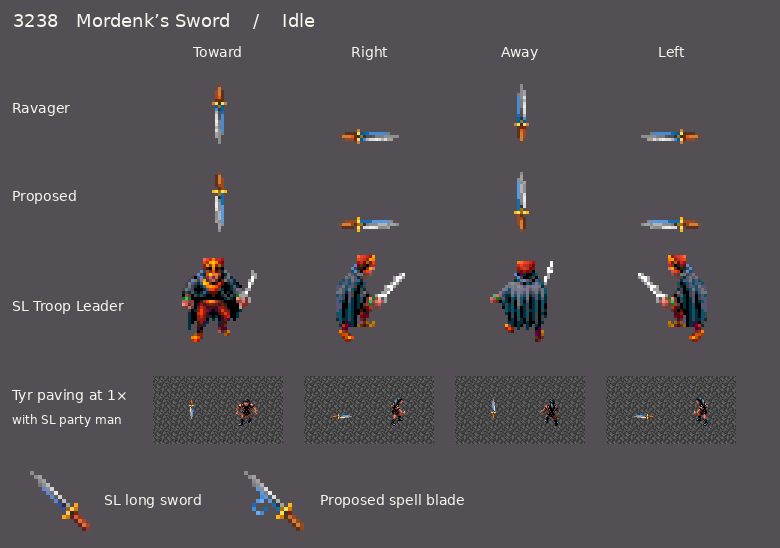 3238 Mordenk’s Sword / Idle
Toward Right Away Left
Ravager
Proposed
SL Troop Leader
Tyr paving at 1×
with SL party man
SL long sword Proposed spell blade